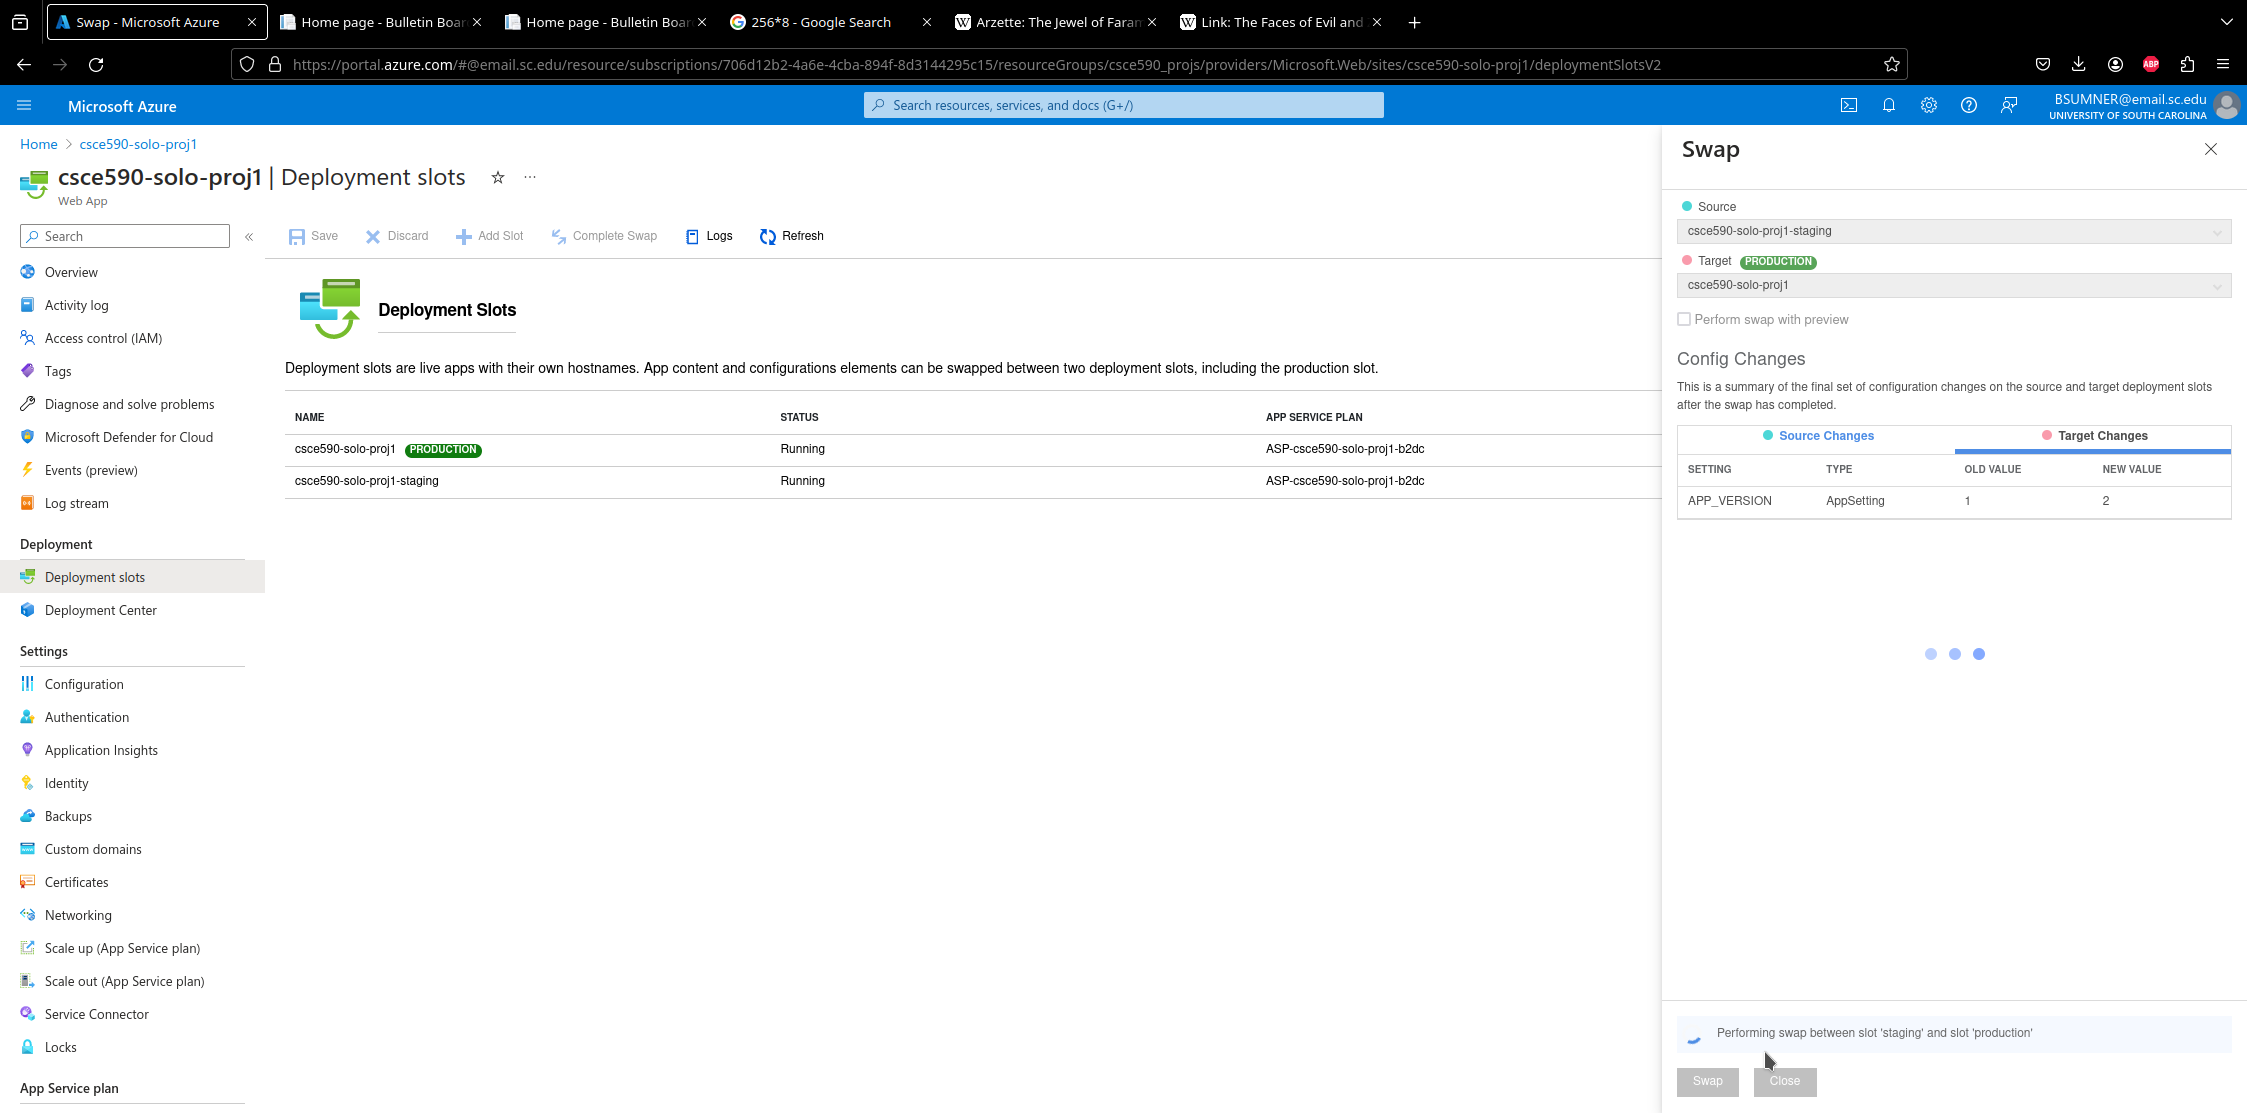 Swap - Microsoft Azure
Home page - Bulletin Boar
Home page - Bulletin Boar
256*8 - Google Search
Arzette: The Jewel of Faran
Link: The Faces of Evil and
https://portal.azure.com/#@email.sc.edu/resource/subscriptions/706d12b2-4a6e-4cba-894f-8d3144295c15/resourceGroups/csce590_projs/providers/Microsoft.Web/sites/csce590-solo-proj1/deploymentSlotsV2
ABP
Microsoft Azure
Search resources, services, and docs (G+/)
BSUMNER@email.sc.edu
UNIVERSITY OF SOUTH CAROLINA
Home > csce590-solo-proj1
csce590-solo-proj1 | Deployment slots
Web App
Search
Overview
Activity log
Access control (IAM)
Tags
Diagnose and solve problems
Microsoft Defender for Cloud
Events (preview)
Log stream
Deployment
Deployment slots
Deployment Center
Settings
Configuration
Authentication
Application Insights
Identity
Backups
Custom domains
Certificates
Networking
Scale up (App Service plan)
Scale out (App Service plan)
Service Connector
Locks
App Service plan
Save Discard Add Slot Complete Swap Logs Refresh
Deployment Slots
Deployment slots are live apps with their own hostnames. App content and configurations elements can be swapped between two deployment slots, including the production slot.
NAME STATUS APP SERVICE PLAN
csce590-solo-proj1 PRODUCTION Running ASP-csce590-solo-proj1-b2dc
csce590-solo-proj1-staging Running ASP-csce590-solo-proj1-b2dc
Swap
Source
csce590-solo-proj1-staging
Target PRODUCTION
csce590-solo-proj1
Perform swap with preview
Config Changes
This is a summary of the final set of configuration changes on the source and target deployment slots
after the swap has completed.
Source Changes Target Changes
SETTING TYPE OLD VALUE NEW VALUE
APP_VERSION AppSetting 1 2
Performing swap between slot 'staging' and slot 'production'
Swap Close